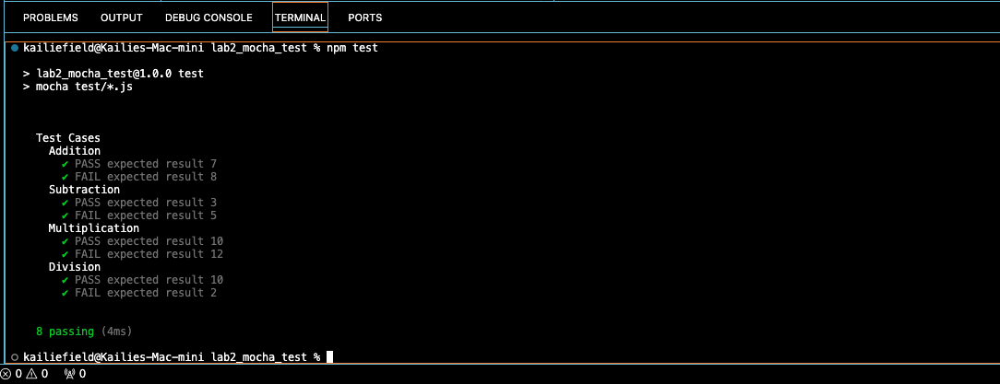 PROBLEMS OUTPUT DEBUG CONSOLE TERMINAL PORTS
kailiefield@Kailies-Mac-mini lab2_mocha_test % npm test
> lab2_mocha_test@1.0.0 test
> mocha test/*.js
Test Cases
Addition
✔ PASS expected result 7
✔ FAIL expected result 8
Subtraction
✔ PASS expected result 3
✔ FAIL expected result 5
Multiplication
✔ PASS expected result 10
✔ FAIL expected result 12
Division
✔ PASS expected result 10
✔ FAIL expected result 2
8 passing (4ms)
kailiefield@Kailies-Mac-mini lab2_mocha_test %
0 0 0